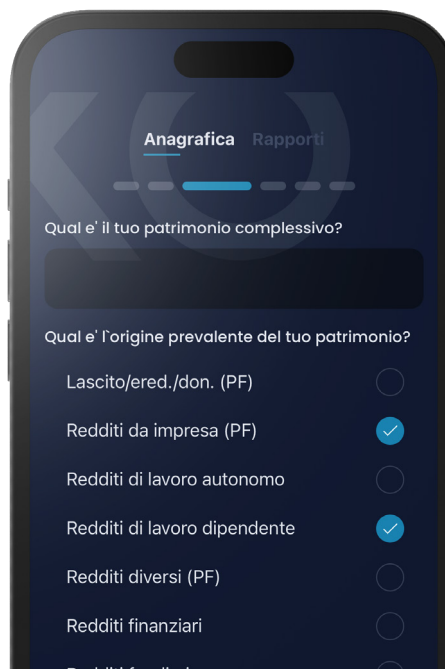 Anagrafica Rapporti
Qual e' il tuo patrimonio complessivo?
Qual e' l`origine prevalente del tuo patrimonio?
Lascito/ered./don. (PF)
Redditi da impresa (PF)
Redditi di lavoro autonomo
Redditi di lavoro dipendente
Redditi diversi (PF)
Redditi finanziari